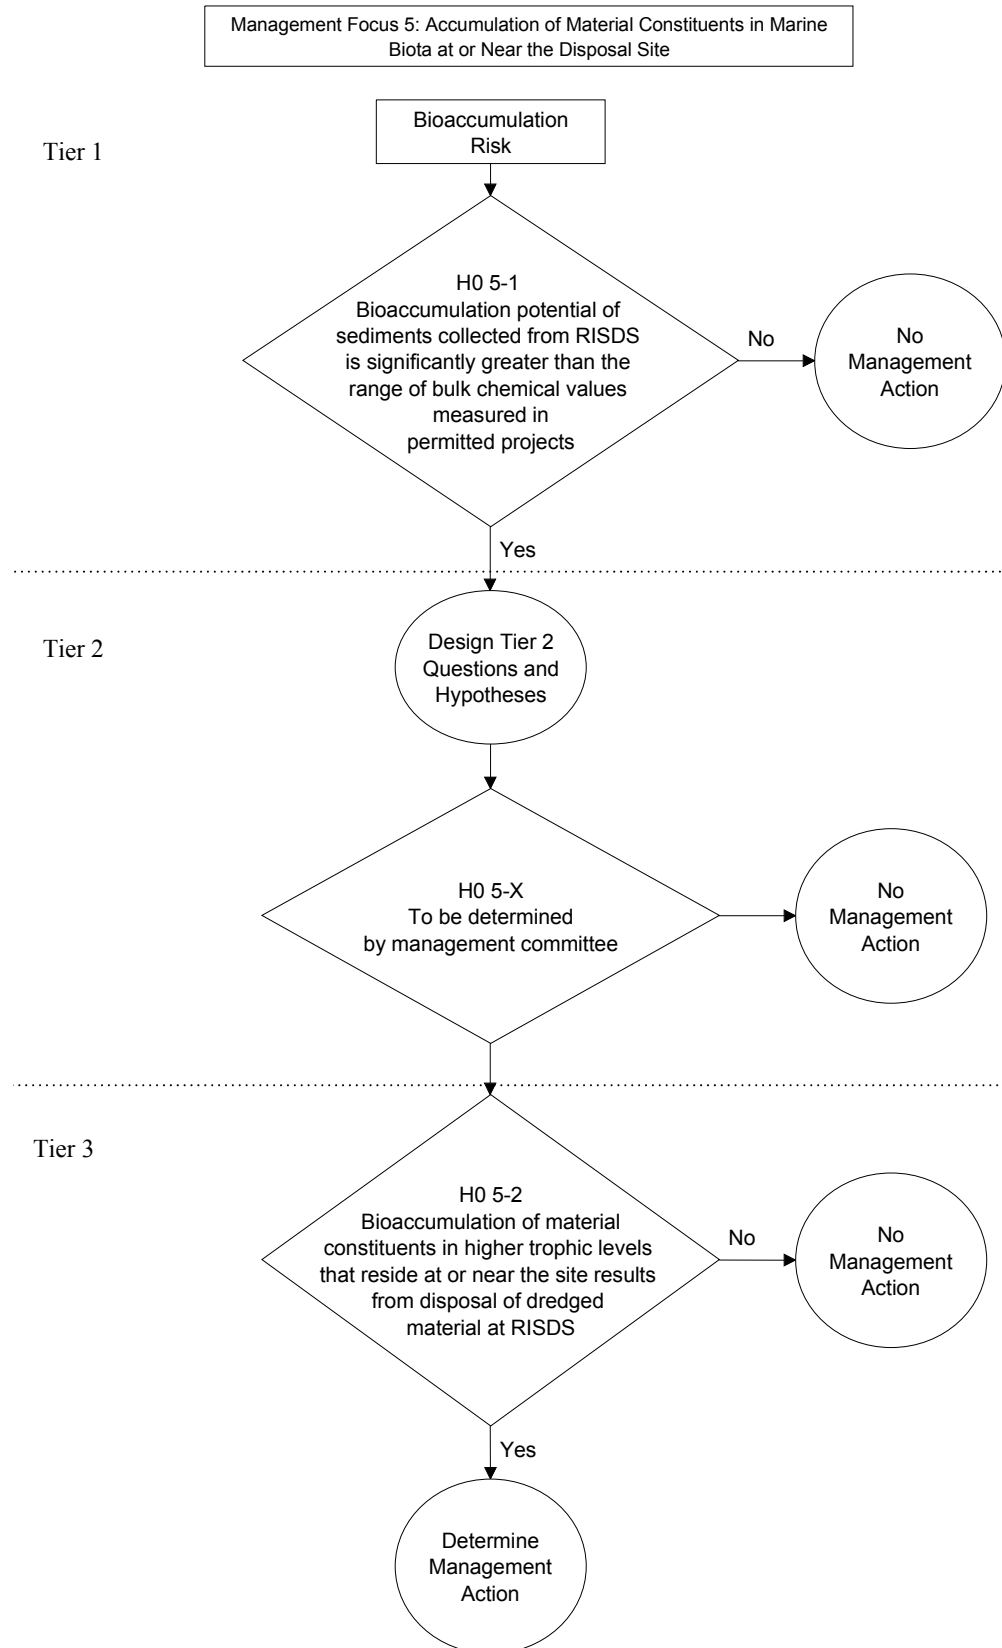 Management Focus 5: Accumulation of Material Constituents in Marine
Biota at or Near the Disposal Site
Tier 1
Bioaccumulation
Risk
H0 5-1
Bioaccumulation potential of
sediments collected from RISDS
is significantly greater than the
range of bulk chemical values
measured in
permitted projects
No
No
Management
Action
Yes
Tier 2
Design Tier 2
Questions and
Hypotheses
H0 5-X
To be determined
by management committee
No
Management
Action
Tier 3
H0 5-2
Bioaccumulation of material
constituents in higher trophic levels
that reside at or near the site results
from disposal of dredged
material at RISDS
No
No
Management
Action
Yes
Determine
Management
Action